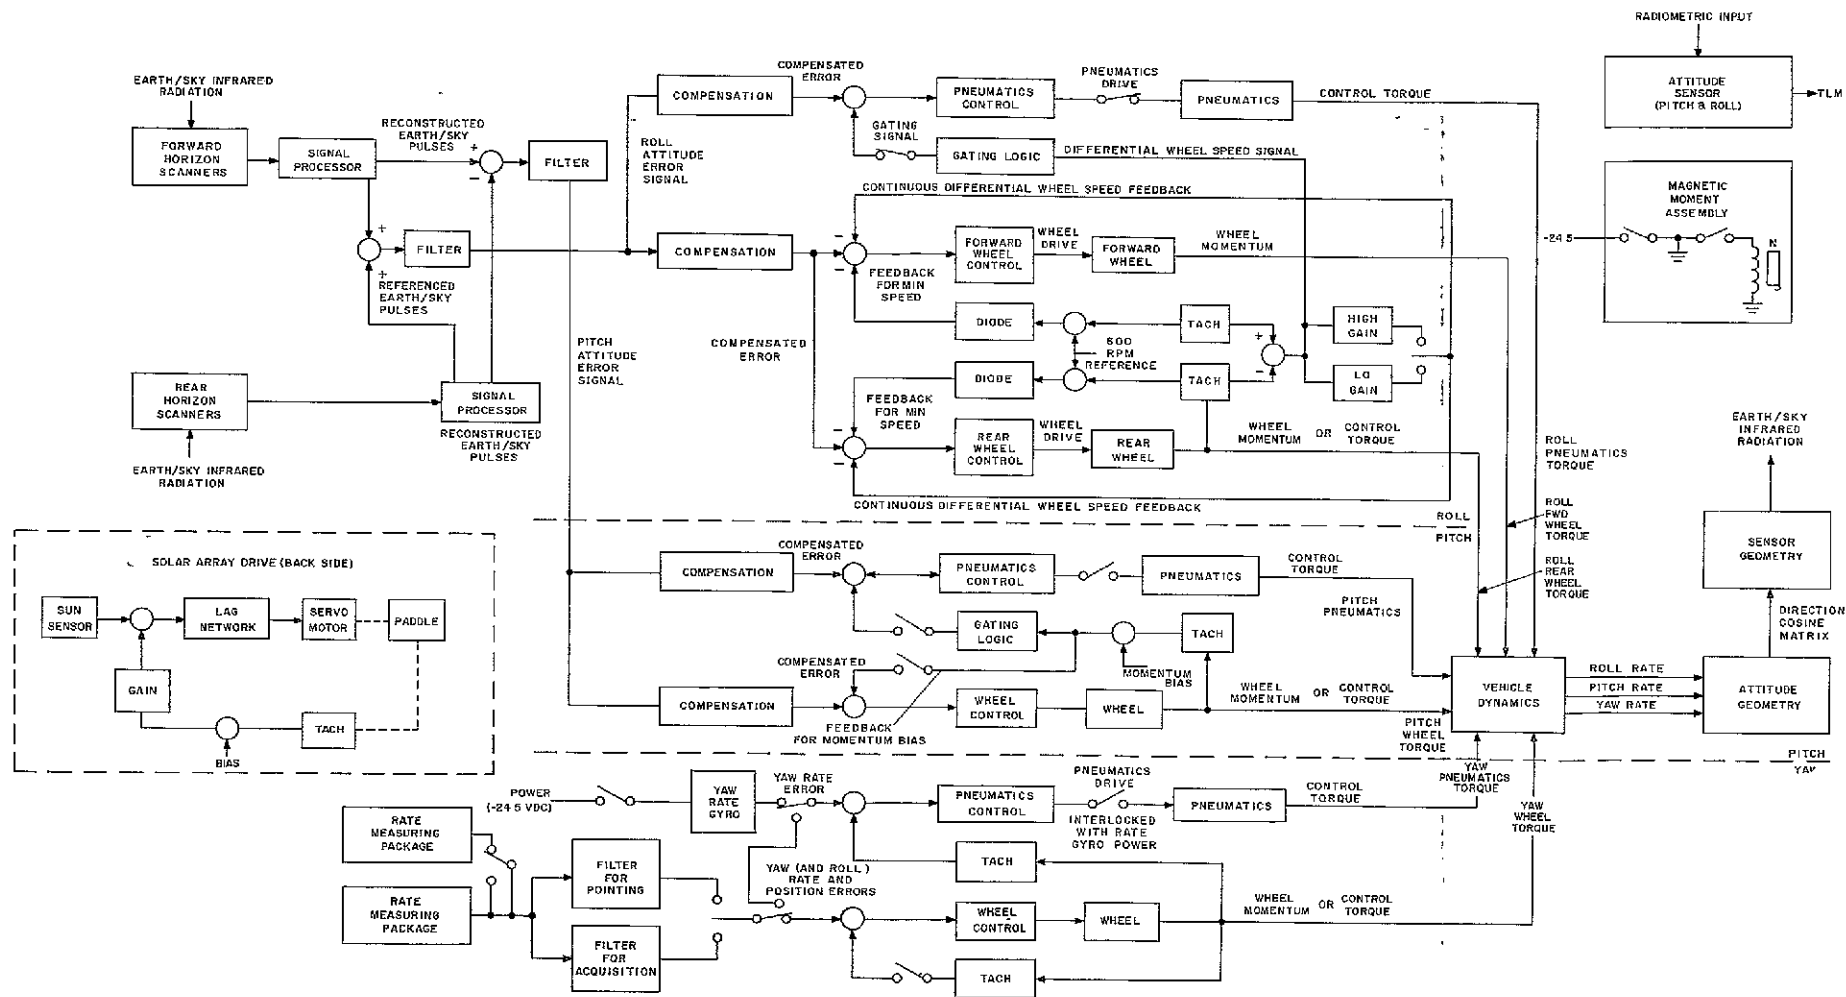 RADIOMETRIC INPUT
ATTITUDE
SENSOR
(PITCH & ROLL)
TLM
EARTH/SKY INFRARED
RADIATION
FORWARD
HORIZON
SCANNERS
SIGNAL
PROCESSOR
RECONSTRUCTED
EARTH/SKY
PULSES
+
−
FILTER
+
+
FILTER
REFERENCED
EARTH/SKY
PULSES
REAR
HORIZON
SCANNERS
EARTH/SKY INFRARED
RADIATION
SIGNAL
PROCESSOR
RECONSTRUCTED
EARTH/SKY
PULSES
ROLL
ATTITUDE
ERROR
SIGNAL
PITCH
ATTITUDE
ERROR
SIGNAL
COMPENSATION
COMPENSATED
ERROR
PNEUMATICS
CONTROL
PNEUMATICS
DRIVE
PNEUMATICS
CONTROL TORQUE
GATING
SIGNAL
GATING LOGIC
DIFFERENTIAL WHEEL SPEED SIGNAL
CONTINUOUS DIFFERENTIAL WHEEL SPEED FEEDBACK
COMPENSATION
−
−
FORWARD
WHEEL
CONTROL
WHEEL
DRIVE
FORWARD
WHEEL
WHEEL
MOMENTUM
FEEDBACK
FOR MIN
SPEED
DIODE
TACH
HIGH
GAIN
COMPENSATED
ERROR
600
RPM
REFERENCE
+
−
DIODE
TACH
LO
GAIN
FEEDBACK
FOR MIN
SPEED
−
−
REAR
WHEEL
CONTROL
WHEEL
DRIVE
REAR
WHEEL
WHEEL OR CONTROL
MOMENTUM TORQUE
CONTINUOUS DIFFERENTIAL WHEEL SPEED FEEDBACK
ROLL
PNEUMATICS
TORQUE
ROLL
FWD
WHEEL
TORQUE
ROLL
REAR
WHEEL
TORQUE
MAGNETIC
MOMENT
ASSEMBLY
-24 5
N
EARTH/SKY
INFRARED
RADIATION
SENSOR
GEOMETRY
DIRECTION
COSINE
MATRIX
ROLL
PITCH
SOLAR ARRAY DRIVE (BACK SIDE)
SUN
SENSOR
LAG
NETWORK
SERVO
MOTOR
PADDLE
GAIN
TACH
BIAS
COMPENSATION
COMPENSATED
ERROR
PNEUMATICS
CONTROL
PNEUMATICS
CONTROL
TORQUE
PITCH
PNEUMATICS
GATING
LOGIC
TACH
MOMENTUM
BIAS
COMPENSATED
ERROR
COMPENSATION
WHEEL
CONTROL
WHEEL
WHEEL OR CONTROL
MOMENTUM TORQUE
FEEDBACK
FOR MOMENTUM BIAS
PITCH
WHEEL
TORQUE
VEHICLE
DYNAMICS
ROLL RATE
PITCH RATE
YAW RATE
ATTITUDE
GEOMETRY
PITCH
YAW
POWER
(-24 5 VDC)
YAW
RATE
GYRO
YAW RATE
ERROR
PNEUMATICS
CONTROL
PNEUMATICS
DRIVE
INTERLOCKED
WITH RATE
GYRO POWER
PNEUMATICS
CONTROL
TORQUE
YAW
PNEUMATICS
TORQUE
YAW
WHEEL
TORQUE
RATE
MEASURING
PACKAGE
RATE
MEASURING
PACKAGE
FILTER
FOR
POINTING
FILTER
FOR
ACQUISITION
YAW (AND ROLL)
RATE AND
POSITION ERRORS
TACH
WHEEL
CONTROL
WHEEL
WHEEL OR CONTROL
MOMENTUM TORQUE
TACH